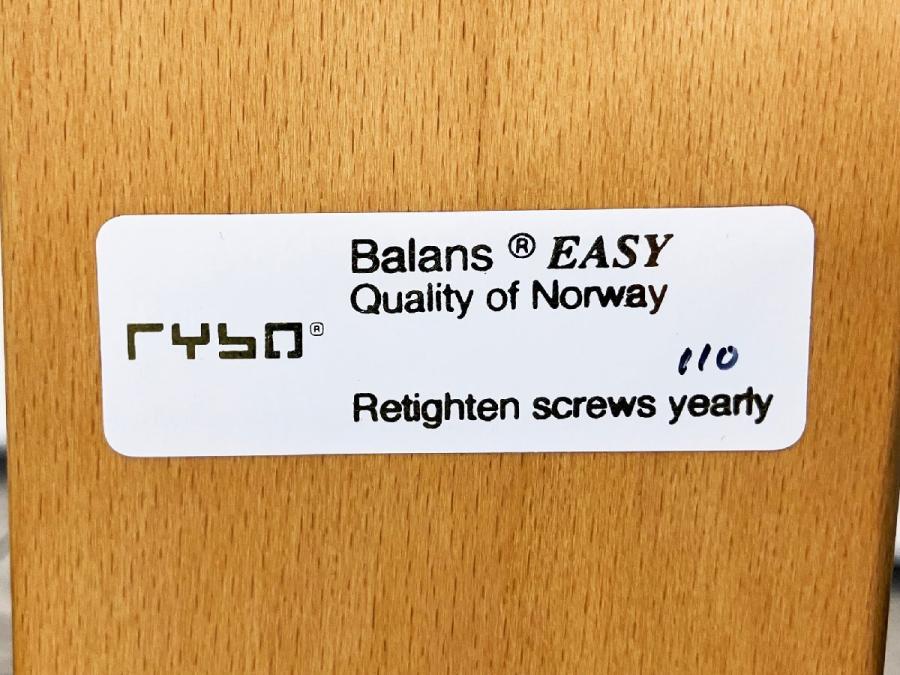 Balans ® EASY
Quality of Norway
rybo ®
110
Retighten screws yearly